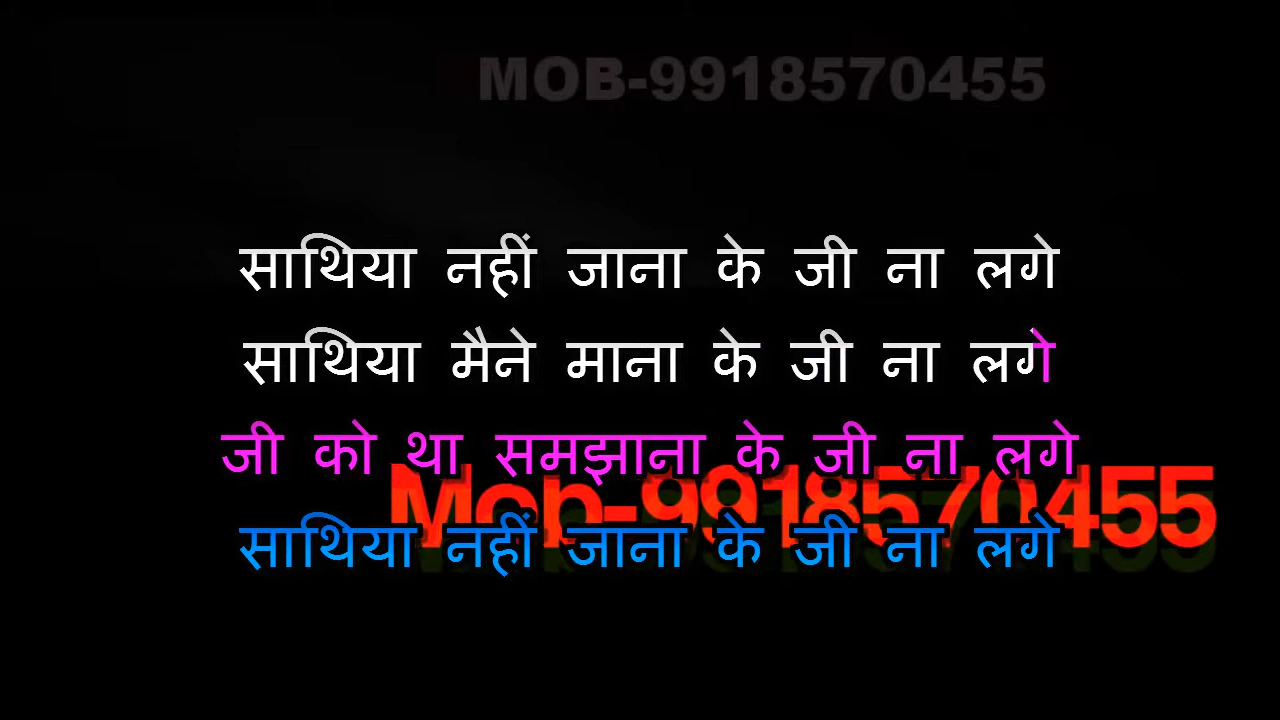 MOB-9918570455
साथिया नहीं जाना के जी ना लगे
साथिया मैने माना के जी ना लगे
जी को था समझाना के जी ना लगे
Mob-9918570455
साथिया नहीं जाना के जी ना लगे